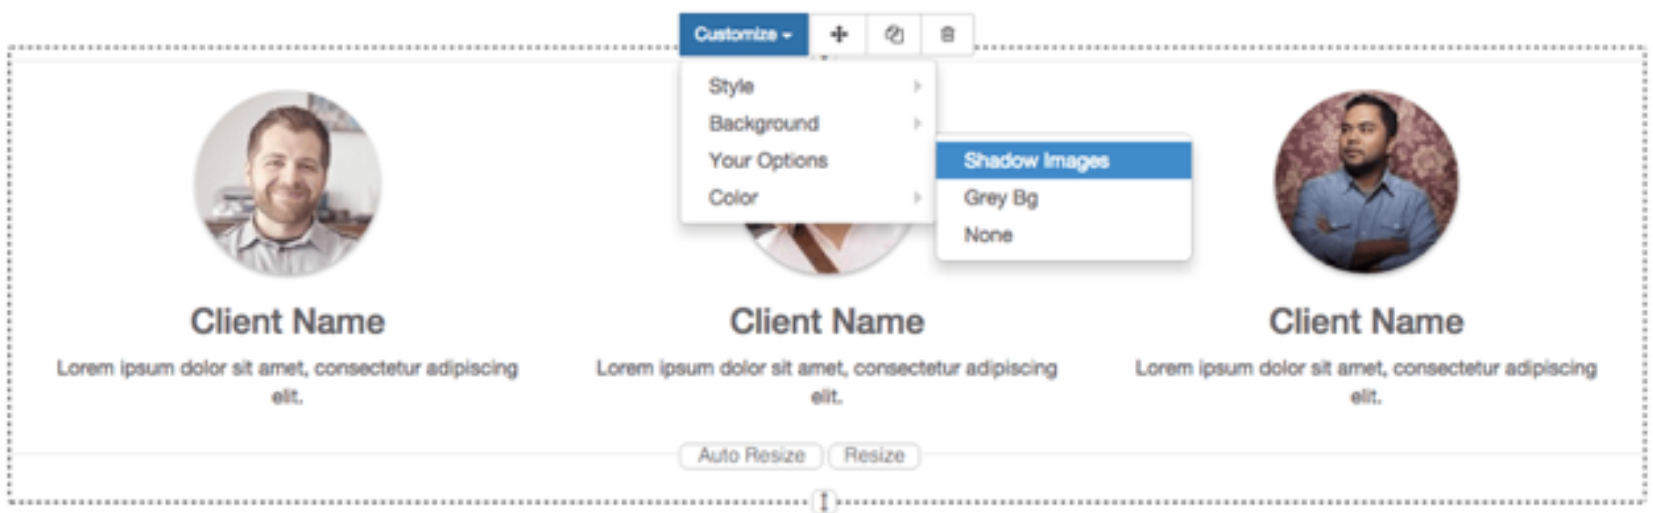 Customize
Style
Background
Your Options
Color
Shadow Images
Grey Bg
None
Client Name
Lorem ipsum dolor sit amet, consectetur adipiscing
elit.
Client Name
Lorem ipsum dolor sit amet, consectetur adipiscing
elit.
Client Name
Lorem ipsum dolor sit amet, consectetur adipiscing
elit.
Auto Resize
Resize